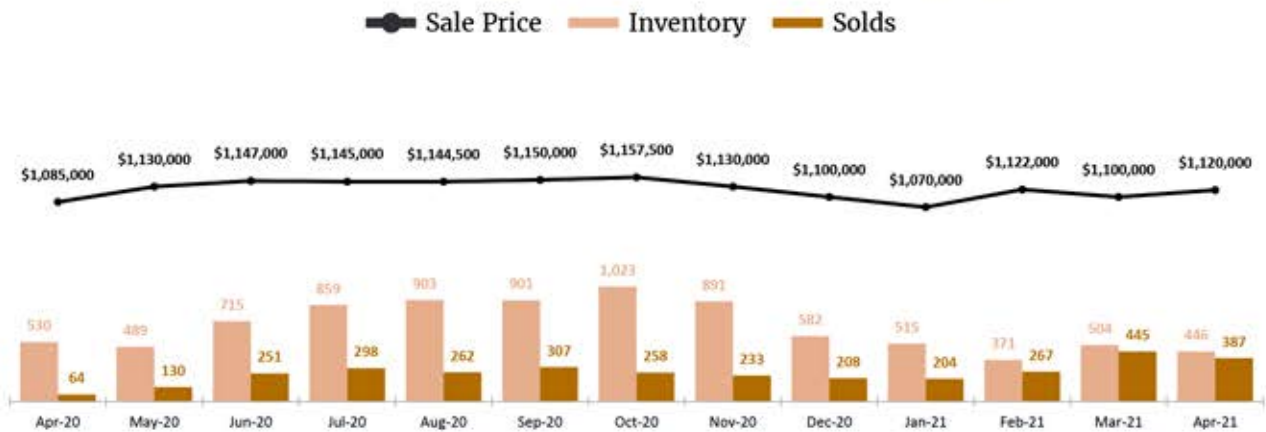 Sale Price Inventory Solds
$1,085,000 $1,130,000 $1,147,000 $1,145,000 $1,144,500 $1,150,000 $1,157,500 $1,130,000 $1,100,000 $1,070,000 $1,122,000 $1,100,000 $1,120,000
530 489 715 859 903 901 1,023 891 582 515 371 504 446
64 130 251 298 262 307 258 233 208 204 267 445 387
Apr-20 May-20 Jun-20 Jul-20 Aug-20 Sep-20 Oct-20 Nov-20 Dec-20 Jan-21 Feb-21 Mar-21 Apr-21